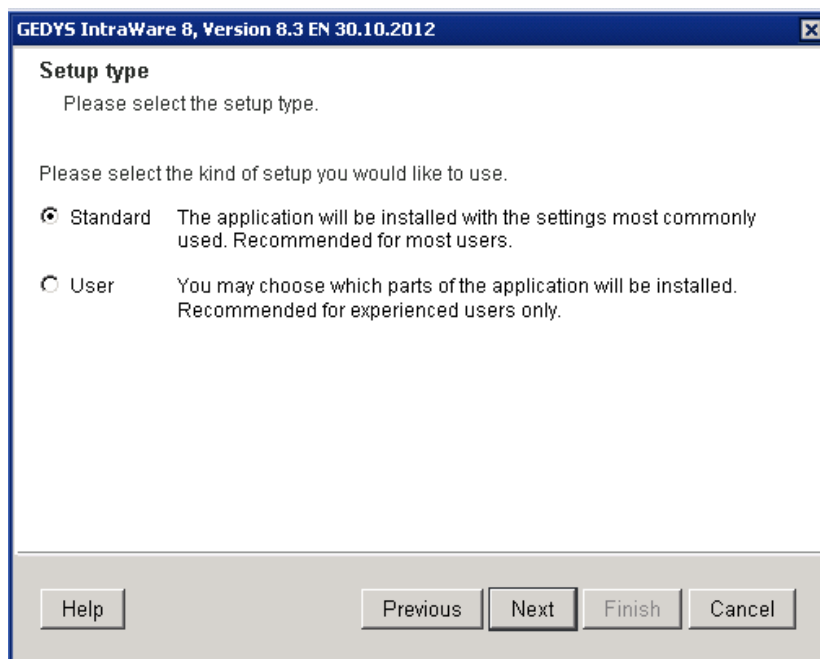 GEDYS IntraWare 8, Version 8.3 EN 30.10.2012
Setup type
Please select the setup type.
Please select the kind of setup you would like to use.
Standard The application will be installed with the settings most commonly
used. Recommended for most users.
User You may choose which parts of the application will be installed.
Recommended for experienced users only.
Help Previous Next Finish Cancel